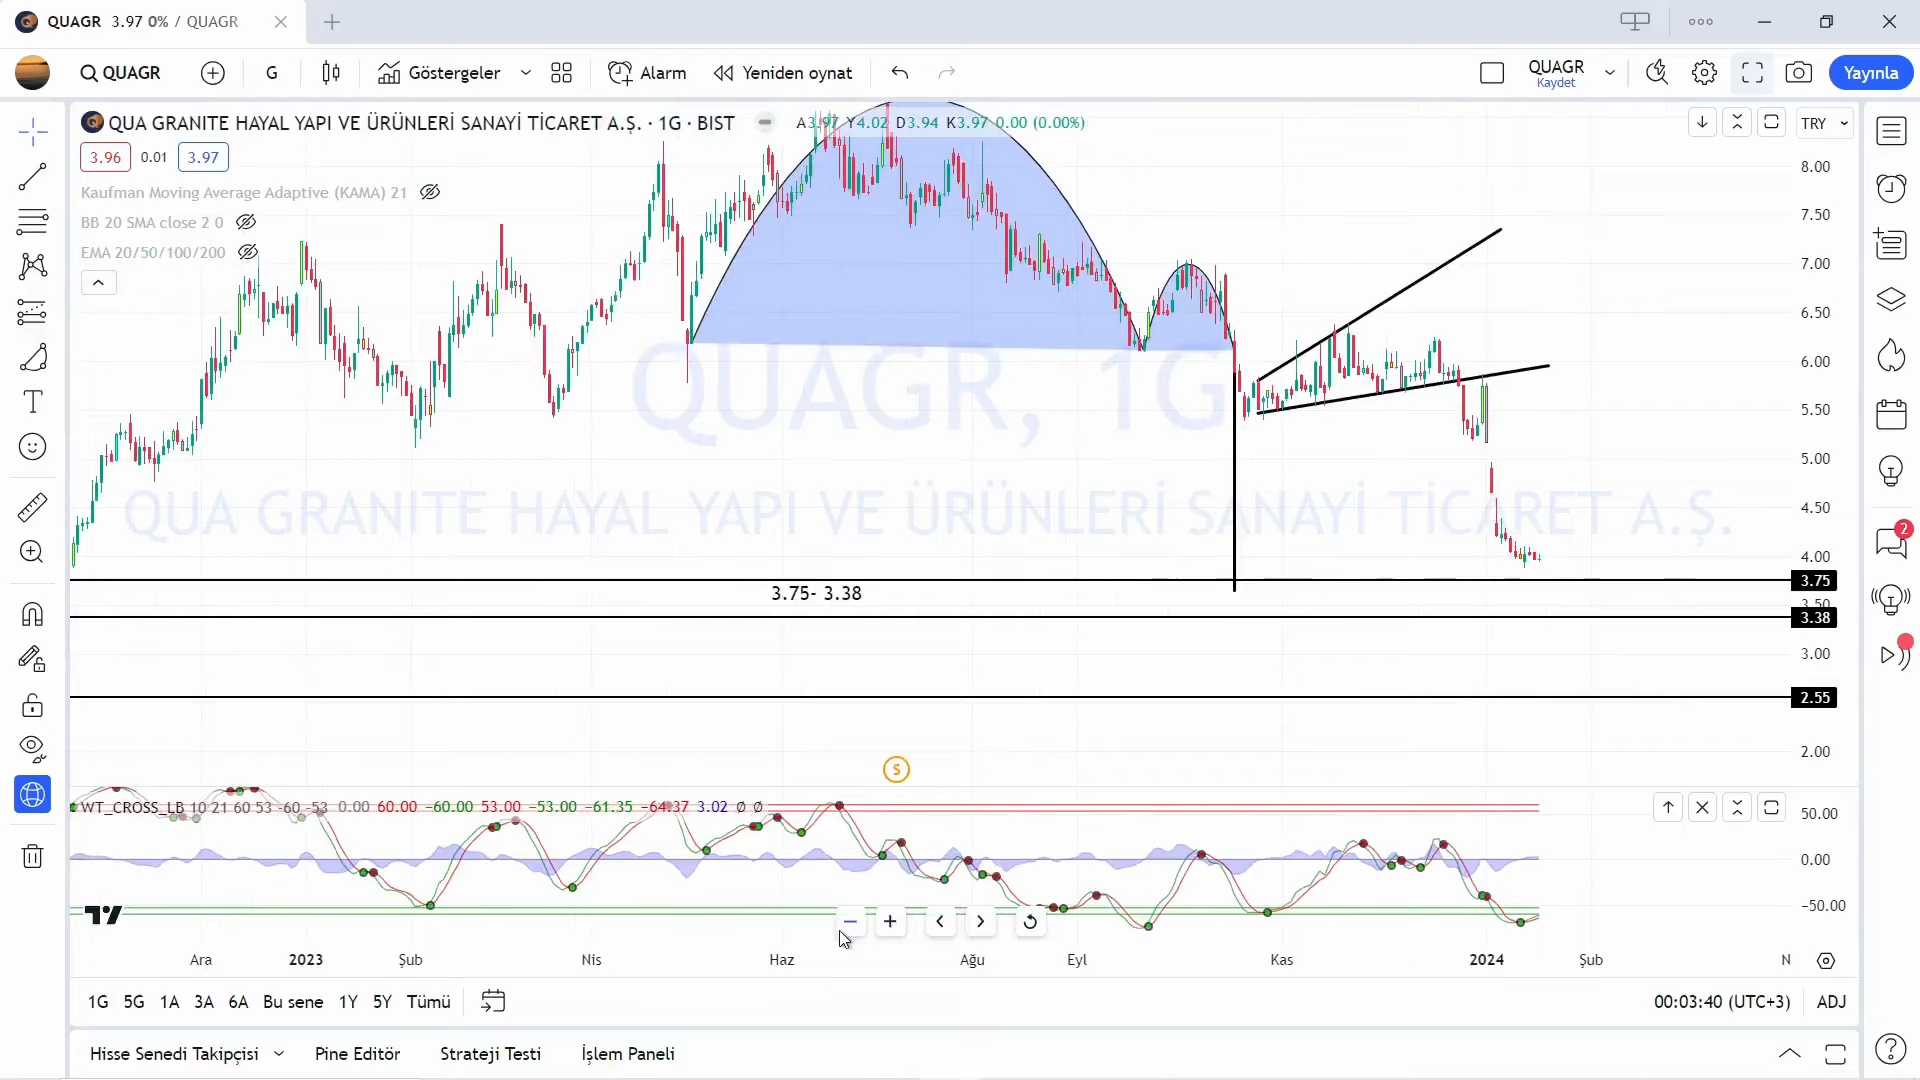 QUAGR 3.97 0% / QUAGR
QUAGR
G
Göstergeler
Alarm
Yeniden oynat
QUAGR
Kaydet
Yayınla
QUA GRANITE HAYAL YAPI VE ÜRÜNLERİ SANAYİ TİCARET A.Ş. · 1G · BIST
A3.97 Y4.02 D3.94 K3.97 0.00 (0.00%)
TRY
3.96
0.01
3.97
Kaufman Moving Average Adaptive (KAMA) 21
BB 20 SMA close 2 0
EMA 20/50/100/200
8.00
7.50
7.00
6.50
6.00
5.50
5.00
4.50
4.00
3.75
3.50
3.38
3.00
2.55
2.00
QUAGR, 1G
QUA GRANITE HAYAL YAPI VE ÜRÜNLERİ SANAYİ TİCARET A.Ş.
3.75- 3.38
S
2
WT_CROSS_LB 10 21 60 53 -60 -53 0.00 60.00 −60.00 53.00 −53.00 −61.35 −64.37 3.02 Ø Ø
50.00
0.00
−50.00
Ara
2023
Şub
Nis
Haz
Ağu
Eyl
Kas
2024
Şub
N
1G 5G 1A 3A 6A Bu sene 1Y 5Y Tümü
00:03:40 (UTC+3)
ADJ
Hisse Senedi Takipçisi
Pine Editör
Strateji Testi
İşlem Paneli